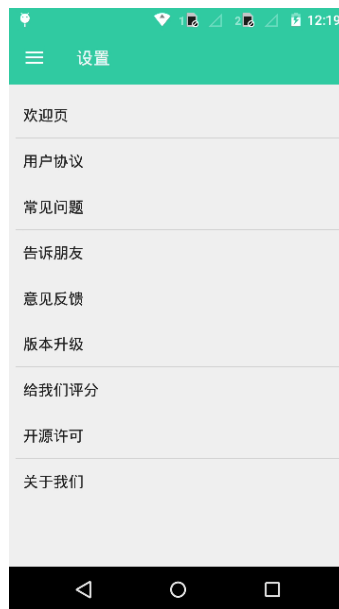 1 2 12:19
设置
欢迎页
用户协议
常见问题
告诉朋友
意见反馈
版本升级
给我们评分
开源许可
关于我们